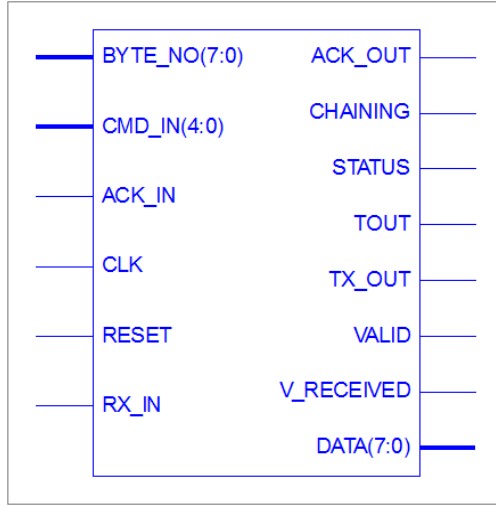 BYTE_NO(7:0)
CMD_IN(4:0)
ACK_IN
CLK
RESET
RX_IN
ACK_OUT
CHAINING
STATUS
TOUT
TX_OUT
VALID
V_RECEIVED
DATA(7:0)